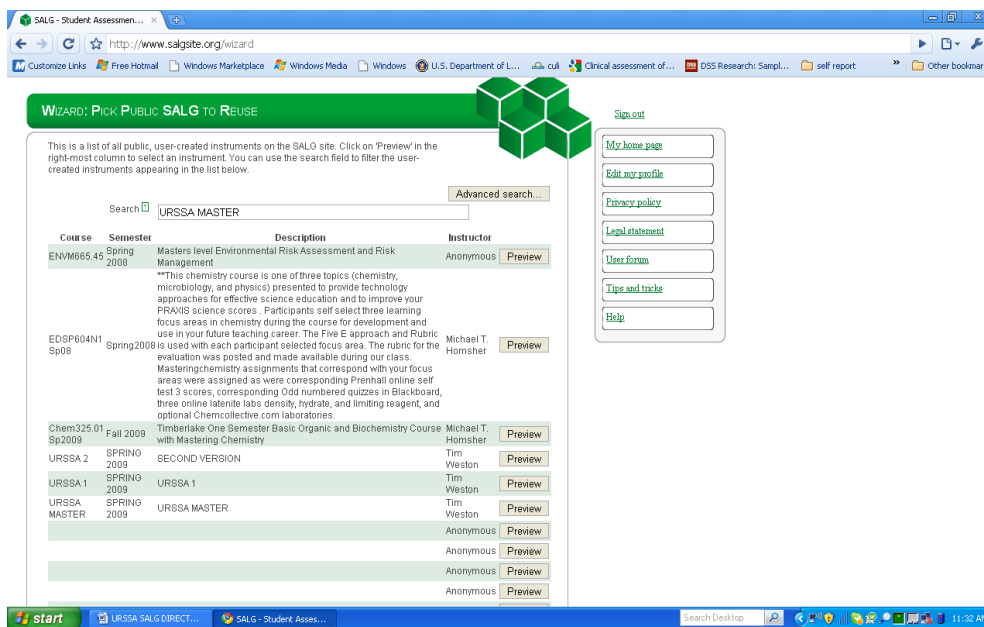 SALG - Student Assessmen...
http://www.salgsite.org/wizard
Customize Links Free Hotmail Windows Marketplace Windows Media Windows U.S. Department of L... culi Clinical assessment of... DSS Research: Sampl... self report » Other bookmar
WIZARD: PICK PUBLIC SALG TO REUSE
Sign out
This is a list of all public, user-created instruments on the SALG site. Click on 'Preview' in the
right-most column to select an instrument. You can use the search field to filter the user-
created instruments appearing in the list below.
My home page
Edit my profile
Privacy policy
Legal statement
User forum
Tips and tricks
Help
Advanced search...
Search URSSA MASTER
Course Semester Description Instructor
ENVM665.45 Spring 2008 Masters level Environmental Risk Assessment and Risk
Management Anonymous Preview
**This chemistry course is one of three topics (chemistry,
microbiology, and physics) presented to provide technology
approaches for effective science education and to improve your
PRAXIS science scores . Participants self select three learning
focus areas in chemistry during the course for development and
use in your future teaching career. The Five E approach and Rubric
EDSP604N1 Sp08 Spring2008 is used with each participant selected focus area. The rubric for the Michael T. Homsher Preview
evaluation was posted and made available during our class.
Masteringchemistry assignments that correspond with your focus
areas were assigned as were corresponding Prenhall online self
test 3 scores, corresponding Odd numbered quizzes in Blackboard,
three online latenite labs density, hydrate, and limiting reagent, and
optional Chemcollective.com laboratories.
Chem325.01 Sp2009 Fall 2009 Timberlake One Semester Basic Organic and Biochemistry Course
with Mastering Chemistry Michael T. Homsher Preview
URSSA 2 SPRING 2009 SECOND VERSION Tim Weston Preview
URSSA 1 SPRING 2009 URSSA 1 Tim Weston Preview
URSSA MASTER SPRING 2009 URSSA MASTER Tim Weston Preview
Anonymous Preview
Anonymous Preview
Anonymous Preview
Anonymous Preview
start URSSA SALG DIRECT... SALG - Student Asses... Search Desktop 11:32 AM